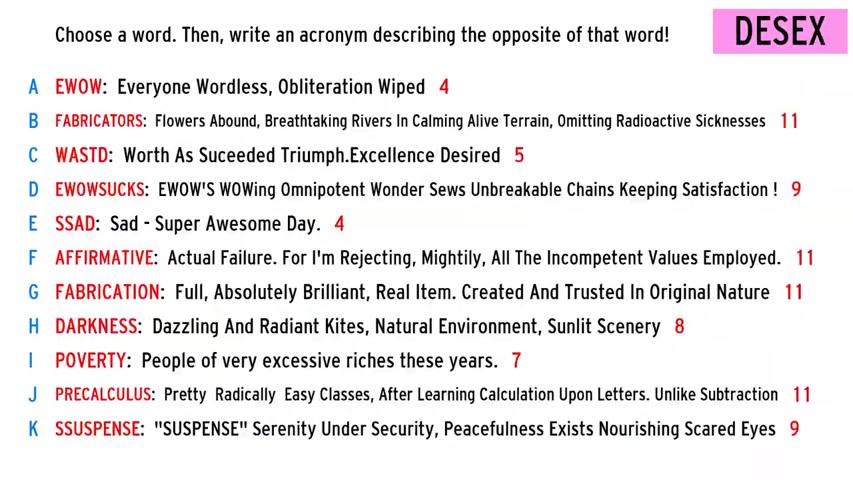 Choose a word. Then, write an acronym describing the opposite of that word!
DESEX
A EWOW: Everyone Wordless, Obliteration Wiped 4
B FABRICATORS: Flowers Abound, Breathtaking Rivers In Calming Alive Terrain, Omitting Radioactive Sicknesses 11
C WASTD: Worth As Suceeded Triumph.Excellence Desired 5
D EWOWSUCKS: EWOW'S WOWing Omnipotent Wonder Sews Unbreakable Chains Keeping Satisfaction ! 9
E SSAD: Sad - Super Awesome Day. 4
F AFFIRMATIVE: Actual Failure. For I'm Rejecting, Mightily, All The Incompetent Values Employed. 11
G FABRICATION: Full, Absolutely Brilliant, Real Item. Created And Trusted In Original Nature 11
H DARKNESS: Dazzling And Radiant Kites, Natural Environment, Sunlit Scenery 8
I POVERTY: People of very excessive riches these years. 7
J PRECALCULUS: Pretty Radically Easy Classes, After Learning Calculation Upon Letters. Unlike Subtraction 11
K SSUSPENSE: "SUSPENSE" Serenity Under Security, Peacefulness Exists Nourishing Scared Eyes 9